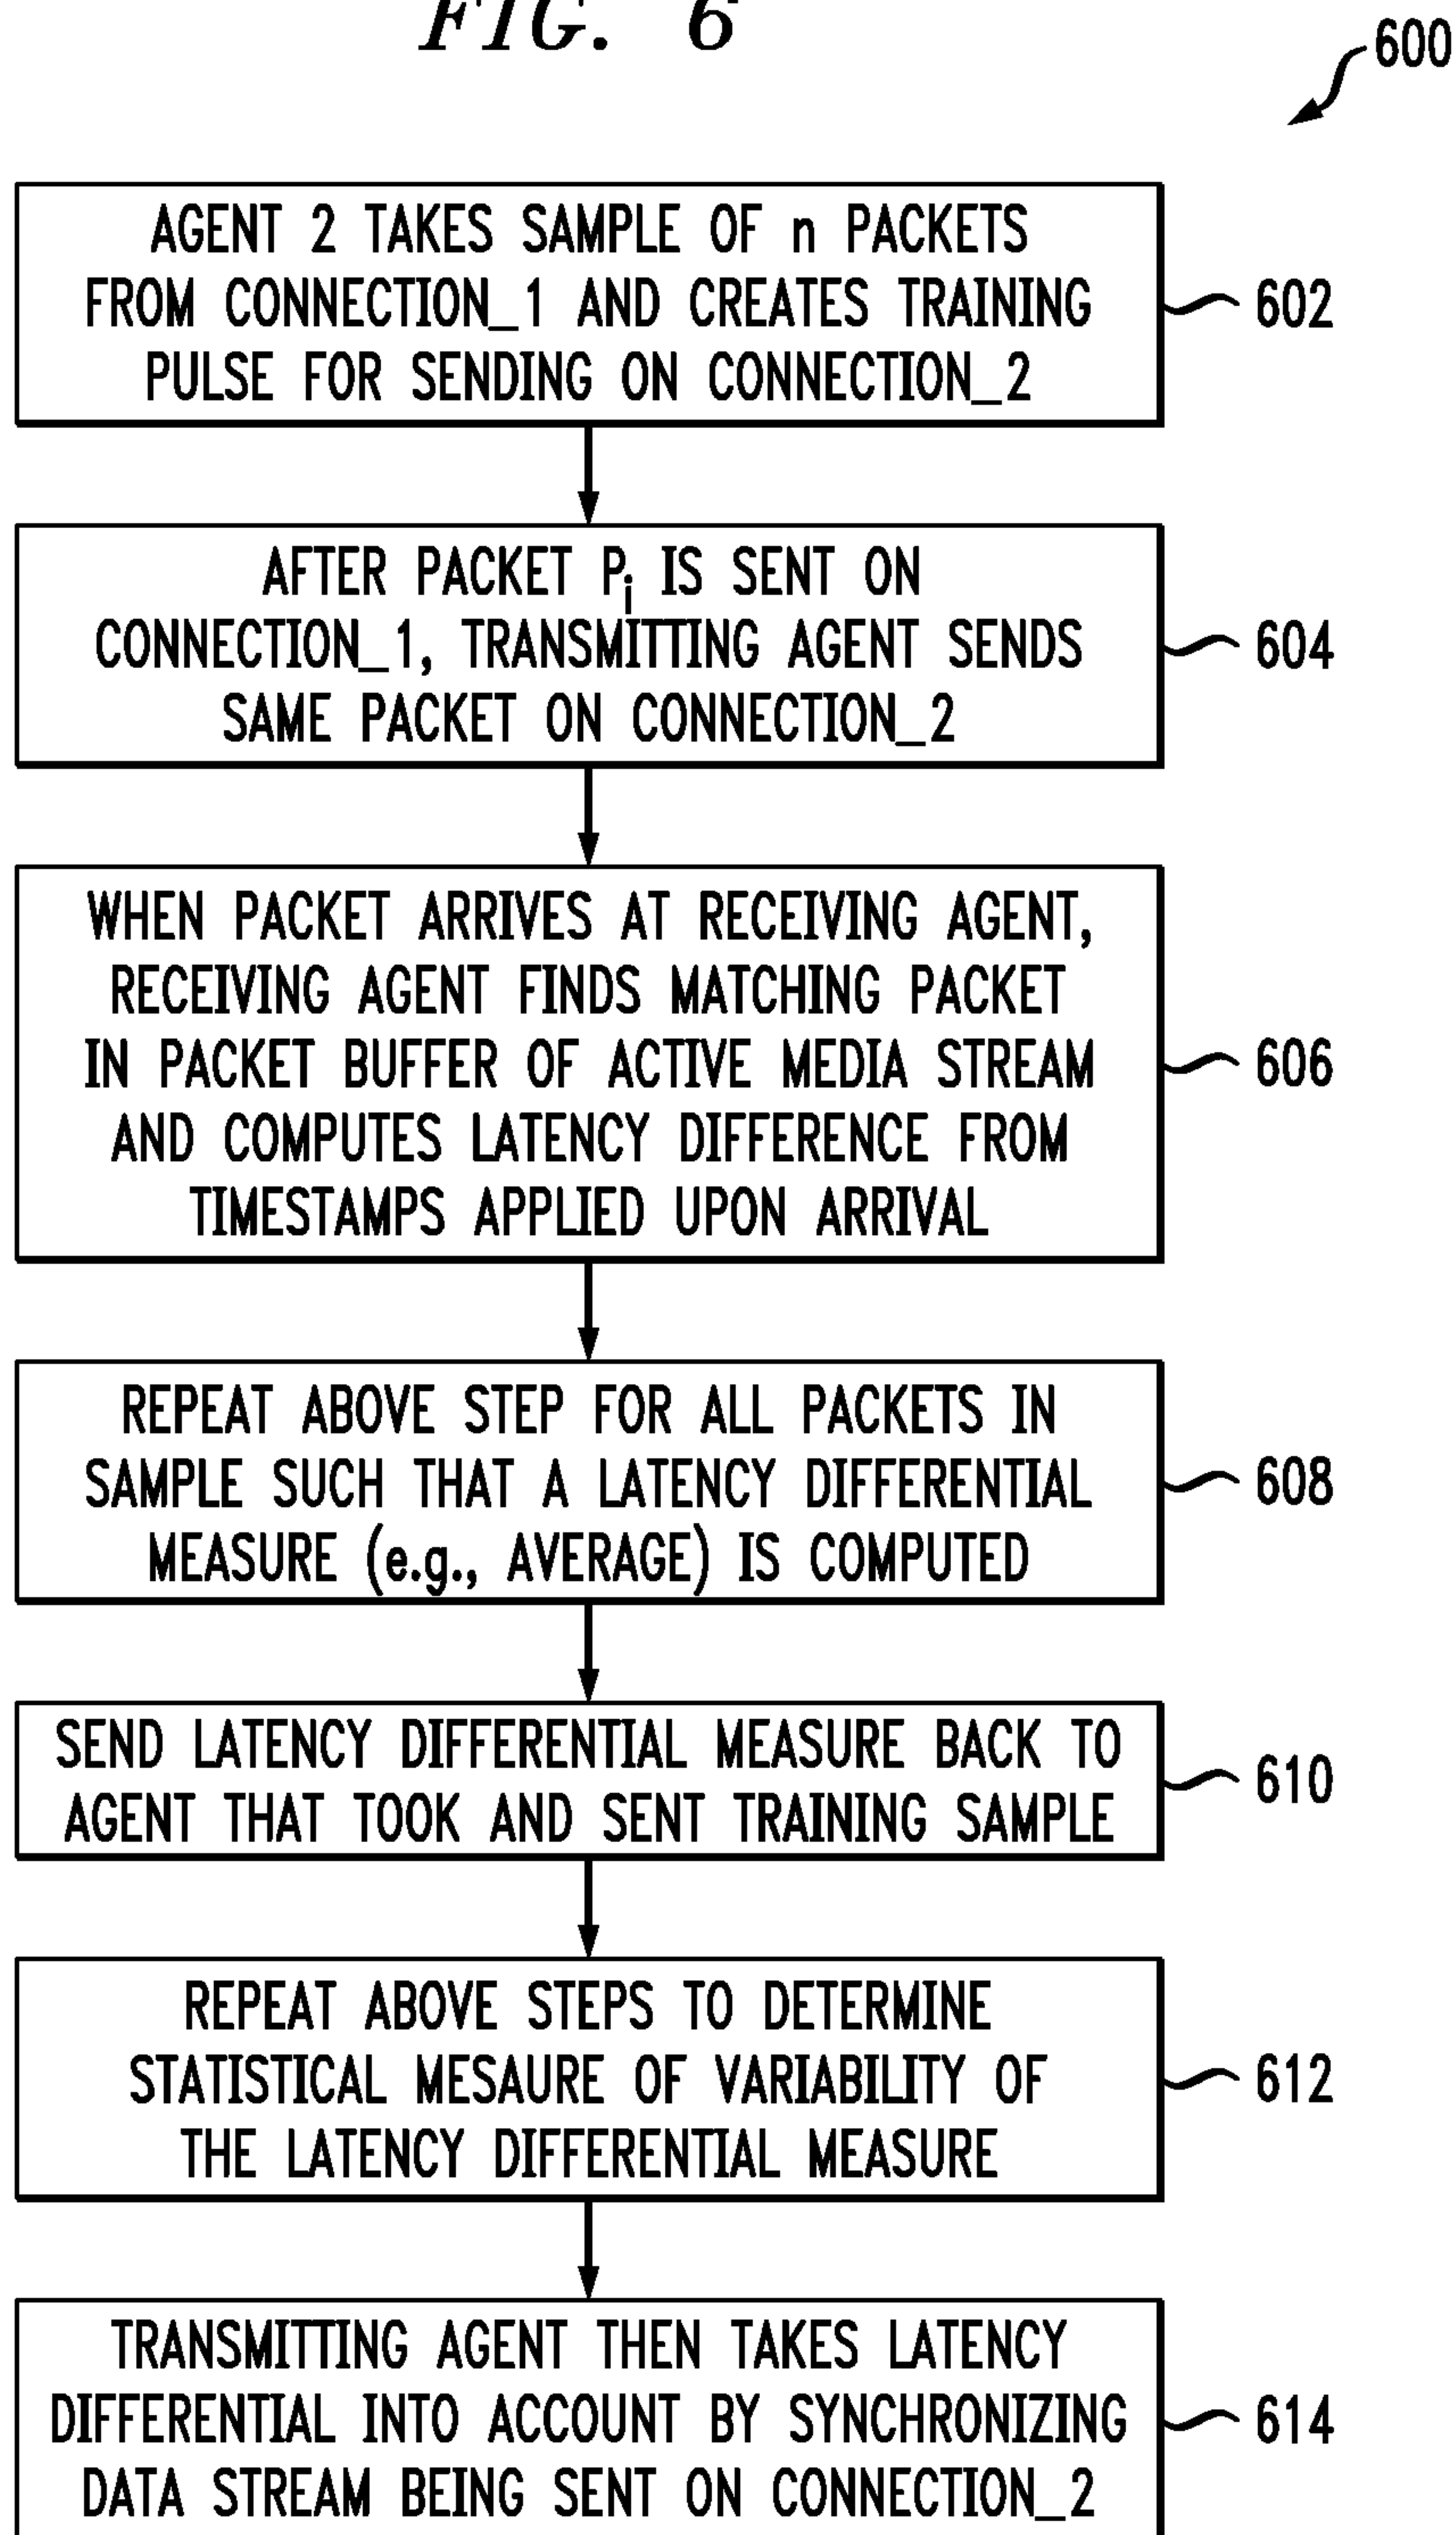 FIG. 6
600
AGENT 2 TAKES SAMPLE OF n PACKETS
FROM CONNECTION_1 AND CREATES TRAINING
PULSE FOR SENDING ON CONNECTION_2
602
AFTER PACKET Pi IS SENT ON
CONNECTION_1, TRANSMITTING AGENT SENDS
SAME PACKET ON CONNECTION_2
604
WHEN PACKET ARRIVES AT RECEIVING AGENT,
RECEIVING AGENT FINDS MATCHING PACKET
IN PACKET BUFFER OF ACTIVE MEDIA STREAM
AND COMPUTES LATENCY DIFFERENCE FROM
TIMESTAMPS APPLIED UPON ARRIVAL
606
REPEAT ABOVE STEP FOR ALL PACKETS IN
SAMPLE SUCH THAT A LATENCY DIFFERENTIAL
MEASURE (e.g., AVERAGE) IS COMPUTED
608
SEND LATENCY DIFFERENTIAL MEASURE BACK TO
AGENT THAT TOOK AND SENT TRAINING SAMPLE
610
REPEAT ABOVE STEPS TO DETERMINE
STATISTICAL MESAURE OF VARIABILITY OF
THE LATENCY DIFFERENTIAL MEASURE
612
TRANSMITTING AGENT THEN TAKES LATENCY
DIFFERENTIAL INTO ACCOUNT BY SYNCHRONIZING
DATA STREAM BEING SENT ON CONNECTION_2
614